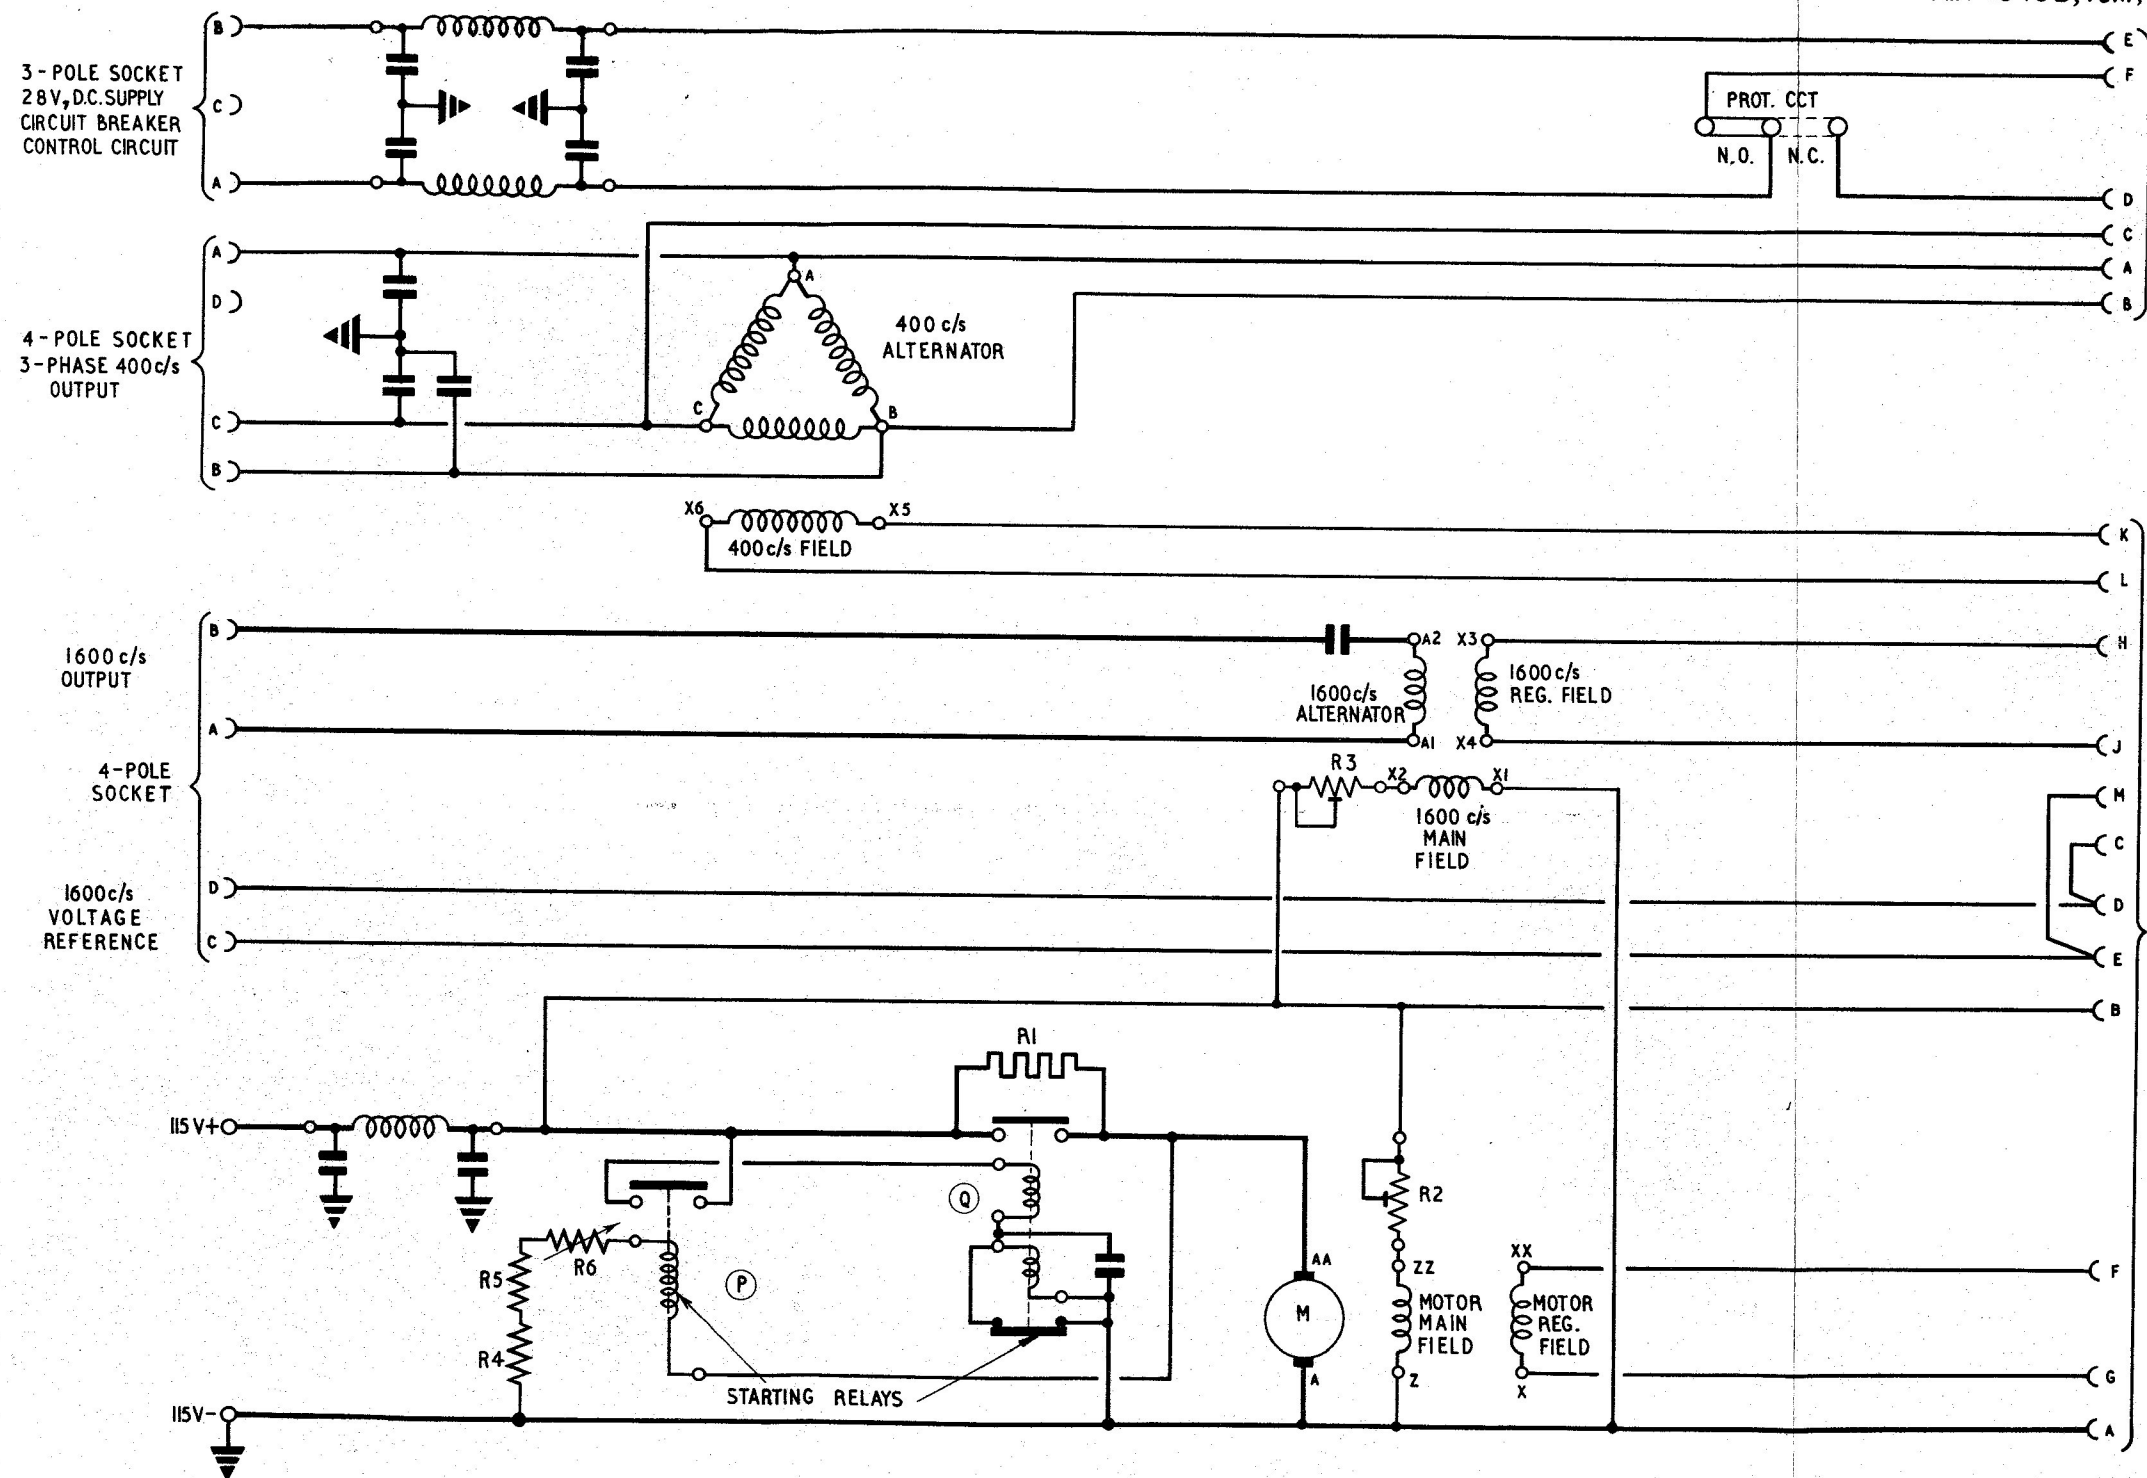 B
3-POLE SOCKET
28V, D.C. SUPPLY
CIRCUIT BREAKER
CONTROL CIRCUIT
C
A
PROT. CCT
N.O. N.C.
E
F
D
C
A
B
4-POLE SOCKET
3-PHASE 400c/s
OUTPUT
A
D
C
B
A
C
B
400 c/s
ALTERNATOR
X6
X5
400c/s FIELD
K
L
1600 c/s
OUTPUT
B
A
4-POLE
SOCKET
1600c/s
VOLTAGE
REFERENCE
D
C
A2
X3
1600c/s
ALTERNATOR
1600c/s
REG. FIELD
A1
X4
R3
X2
X1
1600 c/s
MAIN
FIELD
H
J
M
C
D
E
B
R1
115V+
Q
R2
R5
R6
P
R4
STARTING RELAYS
AA
M
A
ZZ
MOTOR
MAIN
FIELD
Z
XX
MOTOR
REG.
FIELD
X
F
G
115V-
A